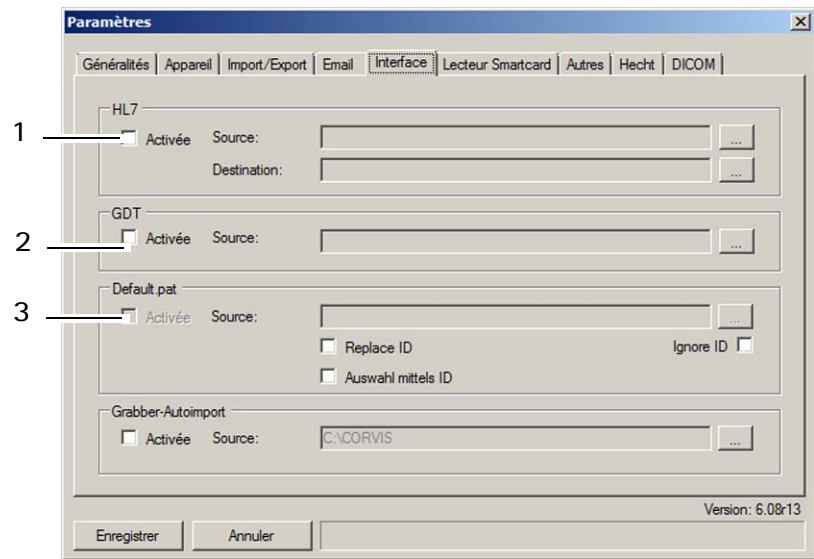 Paramètres
Généralités Appareil Import/Export Email Interface Lecteur Smartcard Autres Hecht DICOM
HL7
1 Activée Source: ...
Destination: ...
GDT
2 Activée Source: ...
Default.pat
3 Activée Source: ...
Replace ID Ignore ID
Auswahl mittels ID
Grabber-Autoimport
Activée Source: C:\CORVIS ...
Version: 6.08r13
Enregistrer Annuler